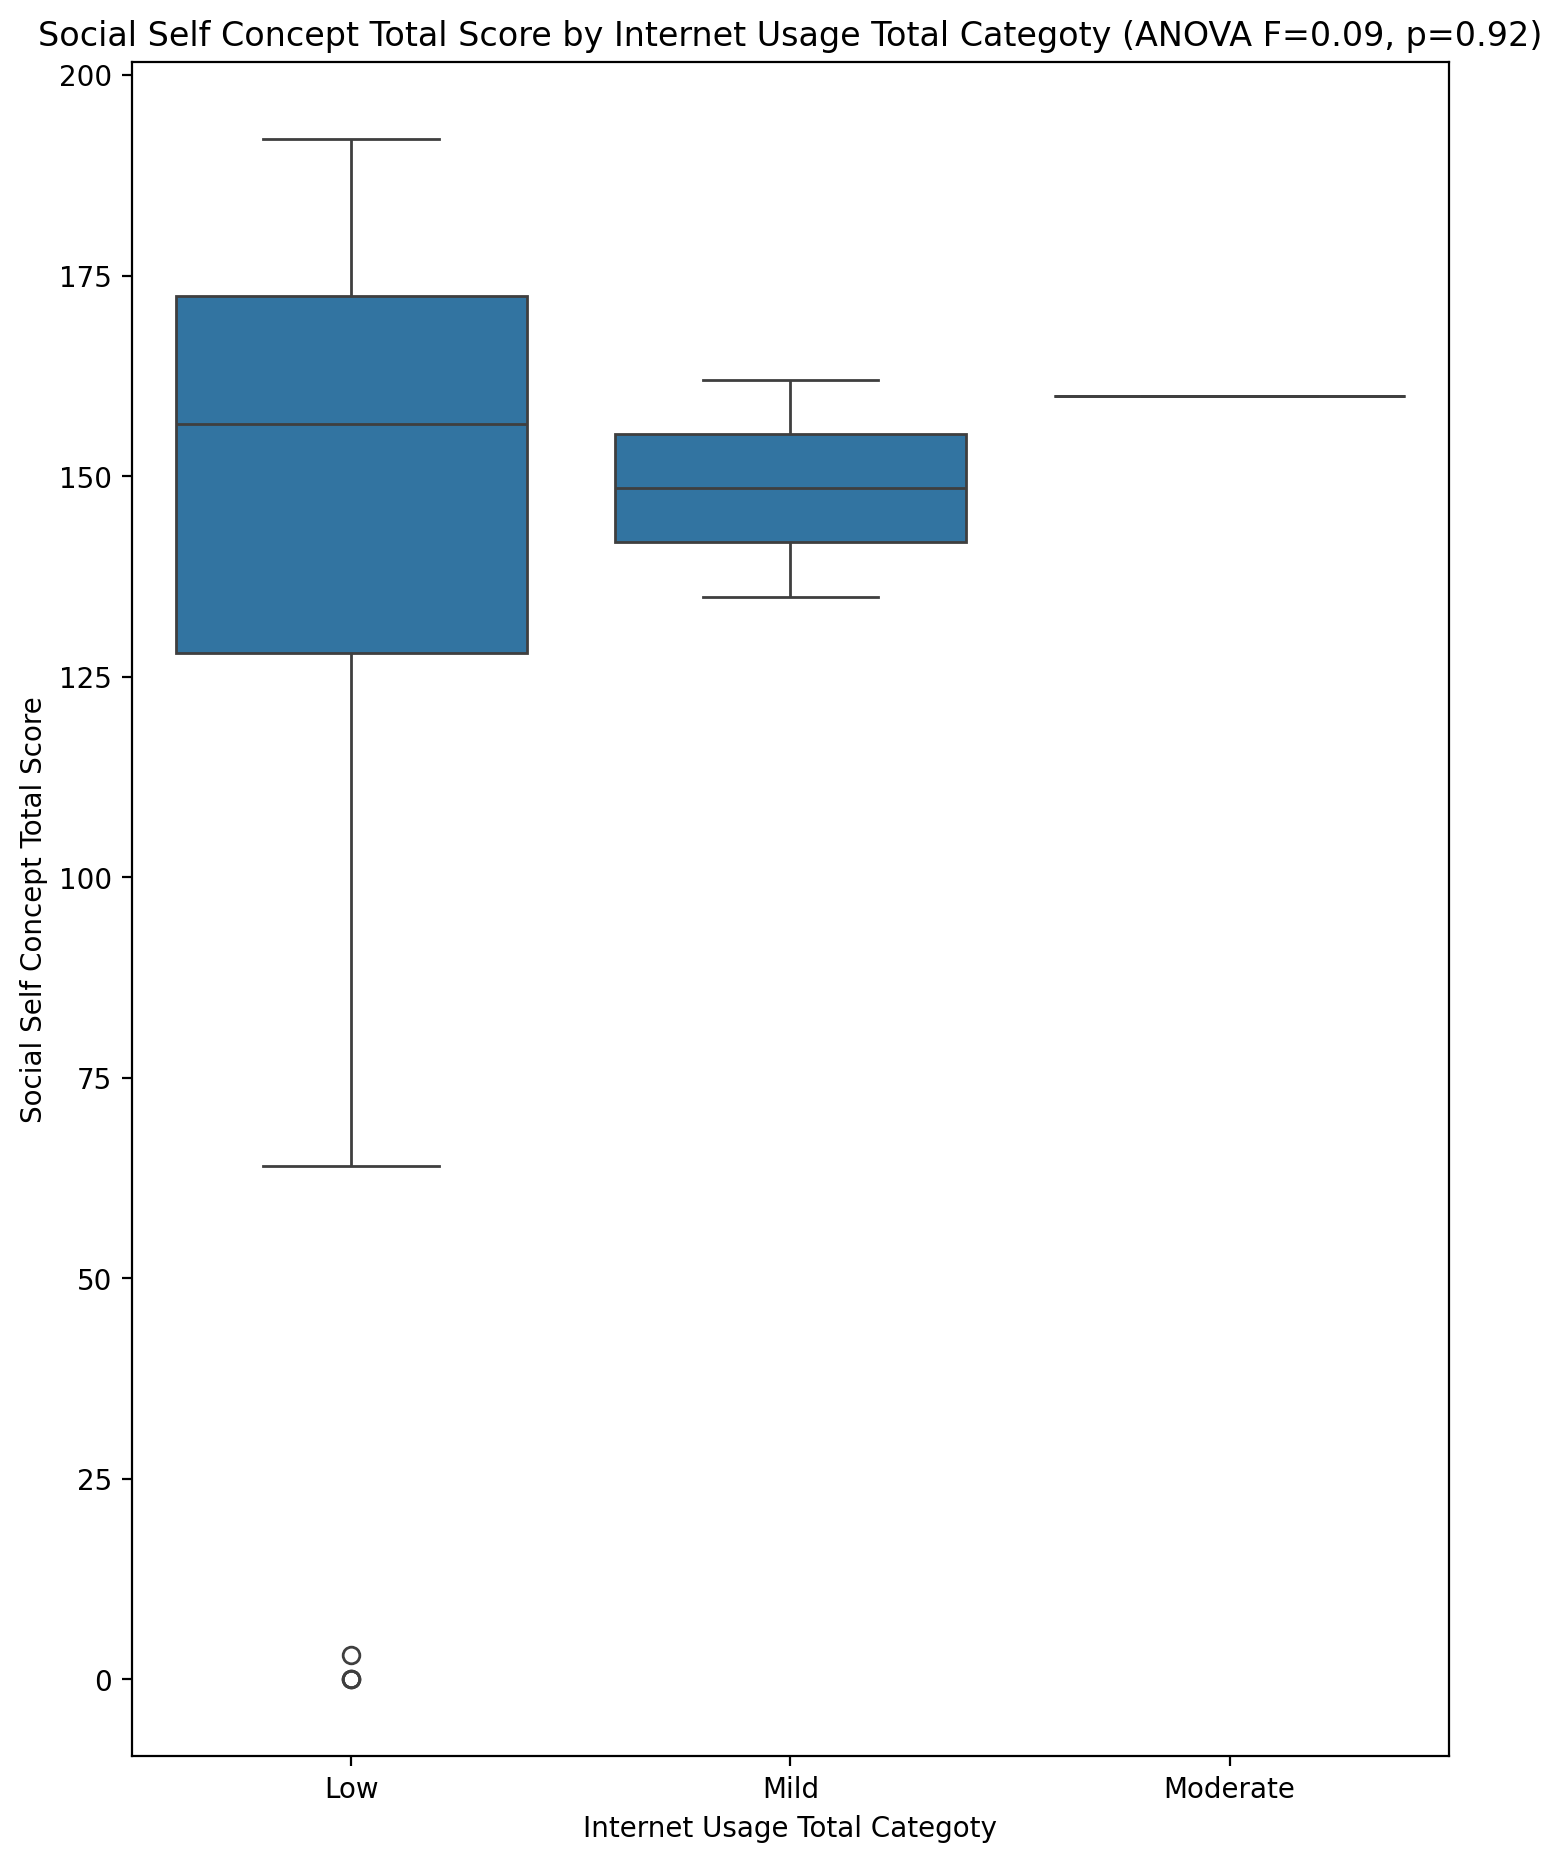 Social Self Concept Total Score by Internet Usage Total Categoty (ANOVA F=0.09, p=0.92)
200
175
150
125
100
75
50
25
0
Social Self Concept Total Score
Low
Mild
Moderate
Internet Usage Total Categoty